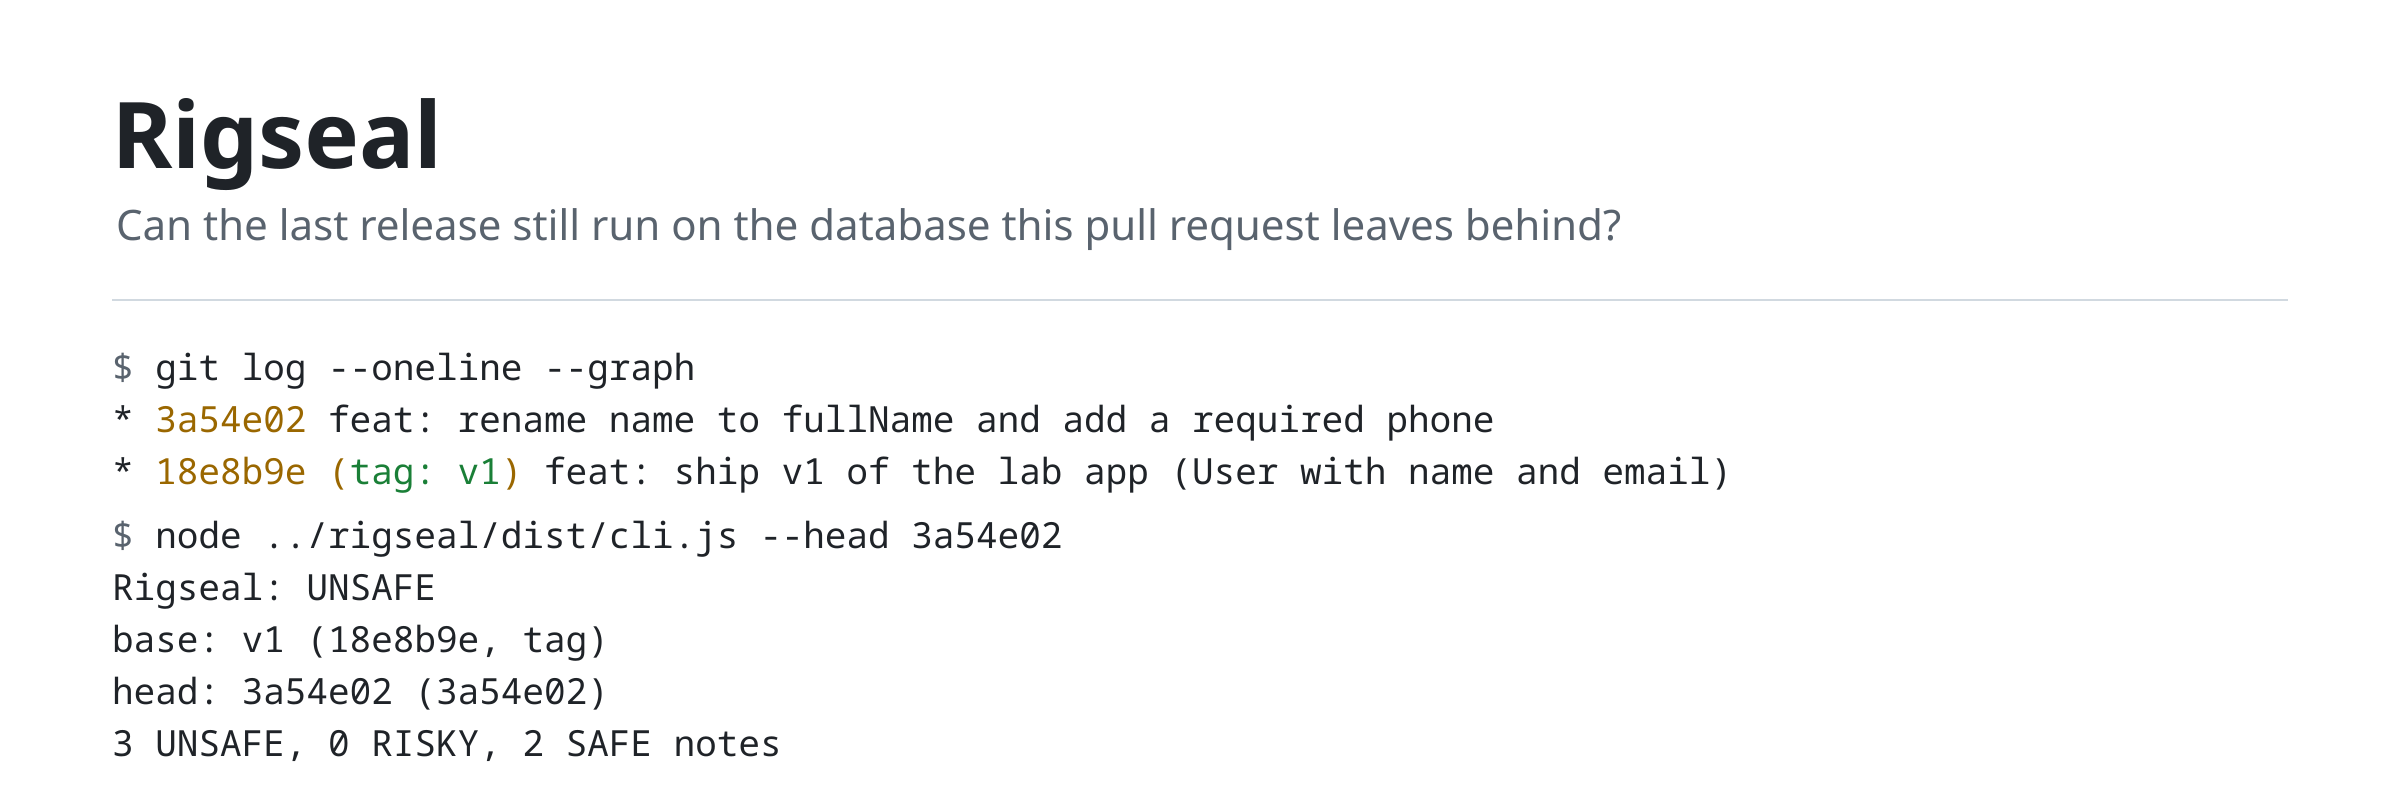 Rigseal
Can the last release still run on the database this pull request leaves behind?
$ git log --oneline --graph
* 3a54e02 feat: rename name to fullName and add a required phone
* 18e8b9e (tag: v1) feat: ship v1 of the lab app (User with name and email)
$ node ../rigseal/dist/cli.js --head 3a54e02
Rigseal: UNSAFE
base: v1 (18e8b9e, tag)
head: 3a54e02 (3a54e02)
3 UNSAFE, 0 RISKY, 2 SAFE notes